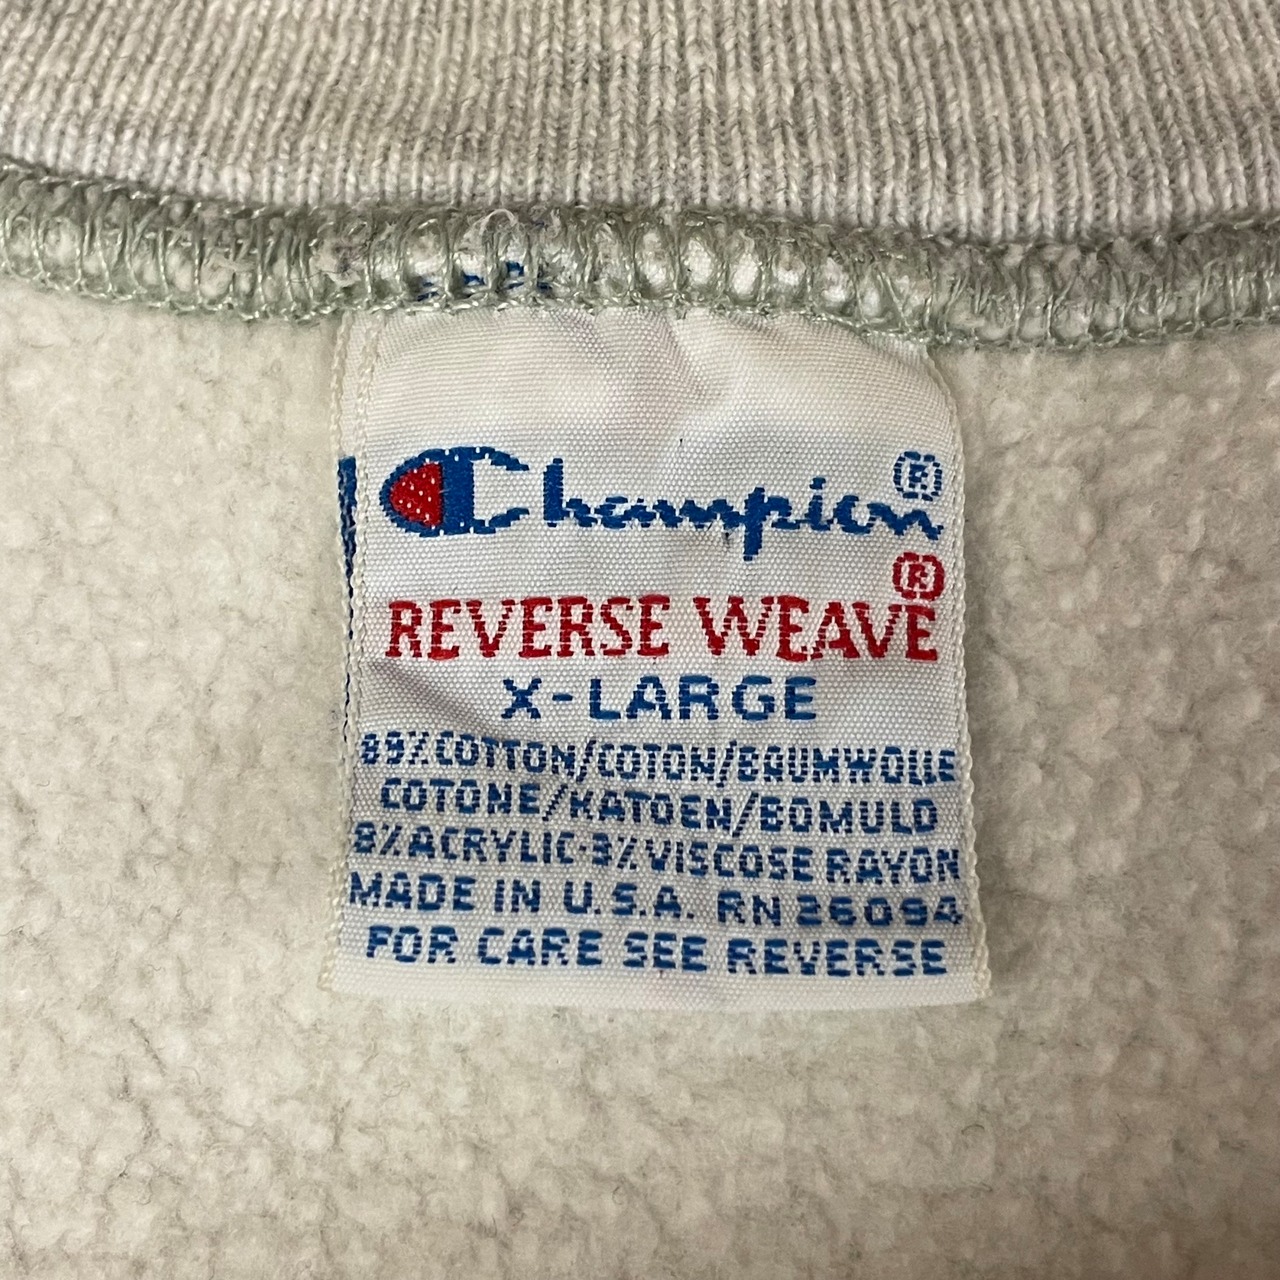 Champion®
®
REVERSE WEAVE
X-LARGE
89% COTTON/COTON/BAUMWOLLE
COTONE/KATOEN/BOMULD
8% ACRYLIC·3% VISCOSE RAYON
MADE IN U.S.A. RN 26094
FOR CARE SEE REVERSE